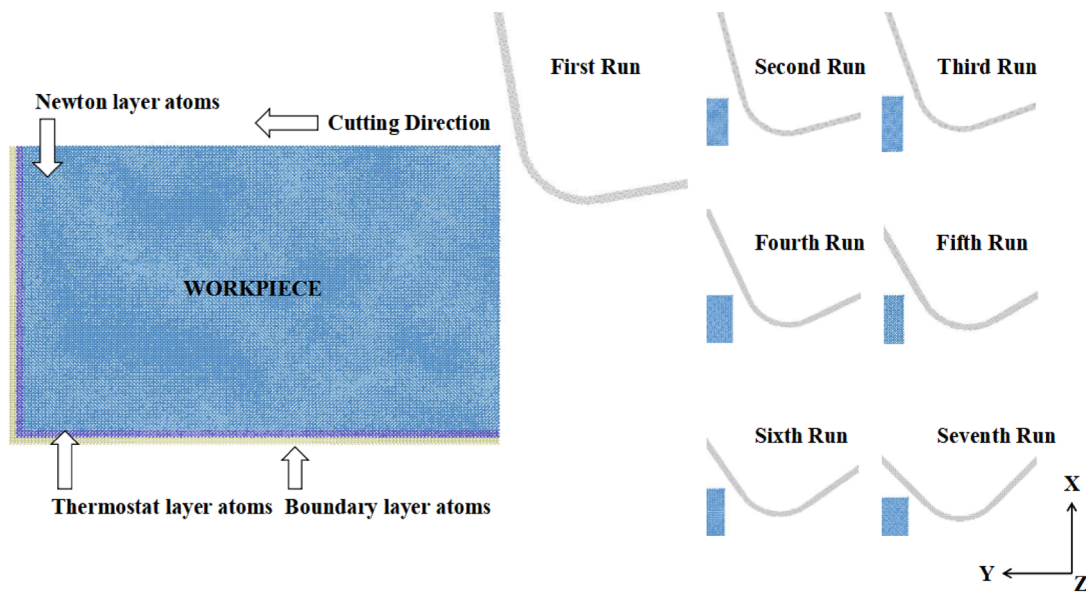 First Run
Second Run
Third Run
Newton layer atoms
Cutting Direction
WORKPIECE
Fourth Run
Fifth Run
Sixth Run
Seventh Run
Thermostat layer atoms
Boundary layer atoms
X
Y
Z